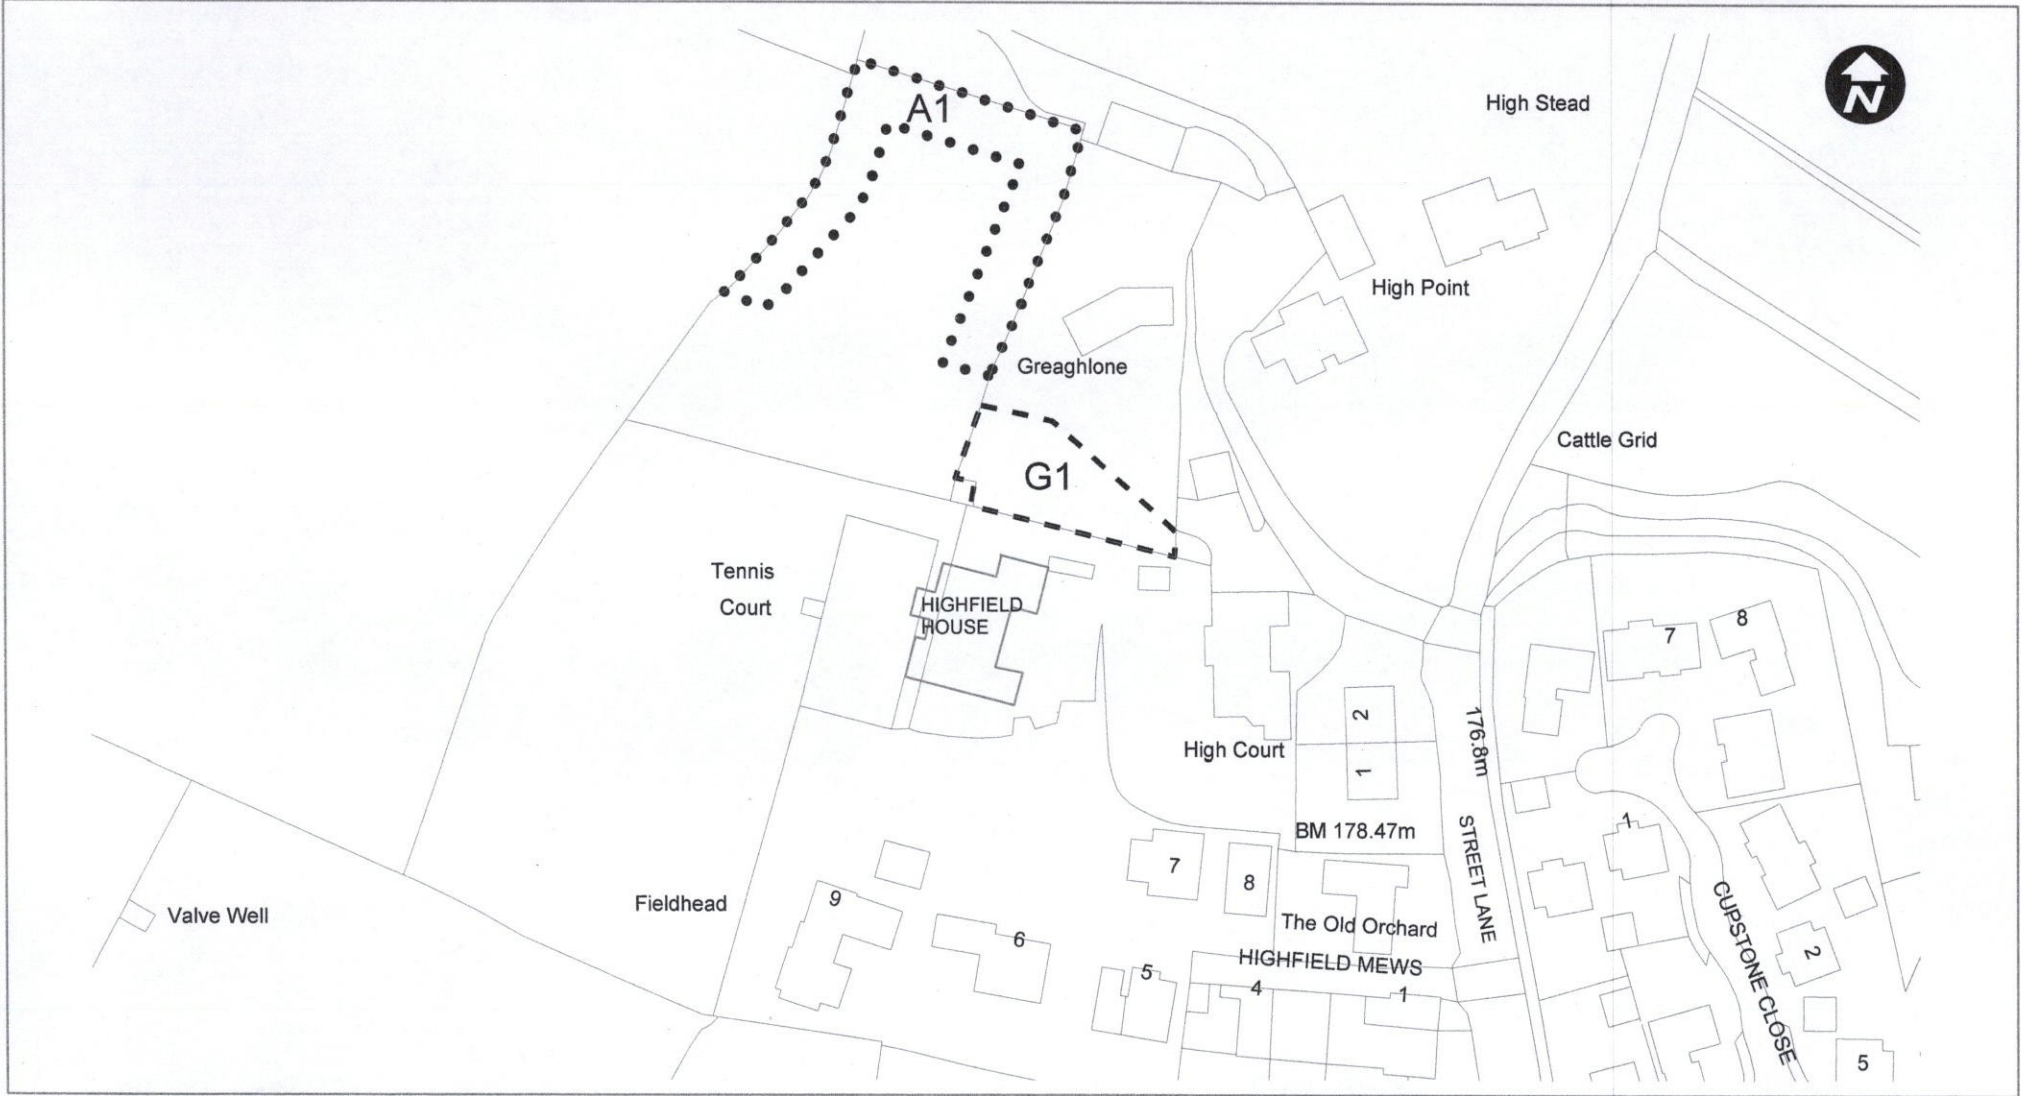 A1
N
High Stead
High Point
Greaghlone
Cattle Grid
G1
Tennis
Court
HIGHFIELD
HOUSE
7
8
2
1
176.8m
High Court
BM 178.47m
STREET LANE
1
7
8
9
6
Fieldhead
Valve Well
The Old Orchard
HIGHFIELD MEWS
5
4
1
CUPSTONE CLOSE
2
5